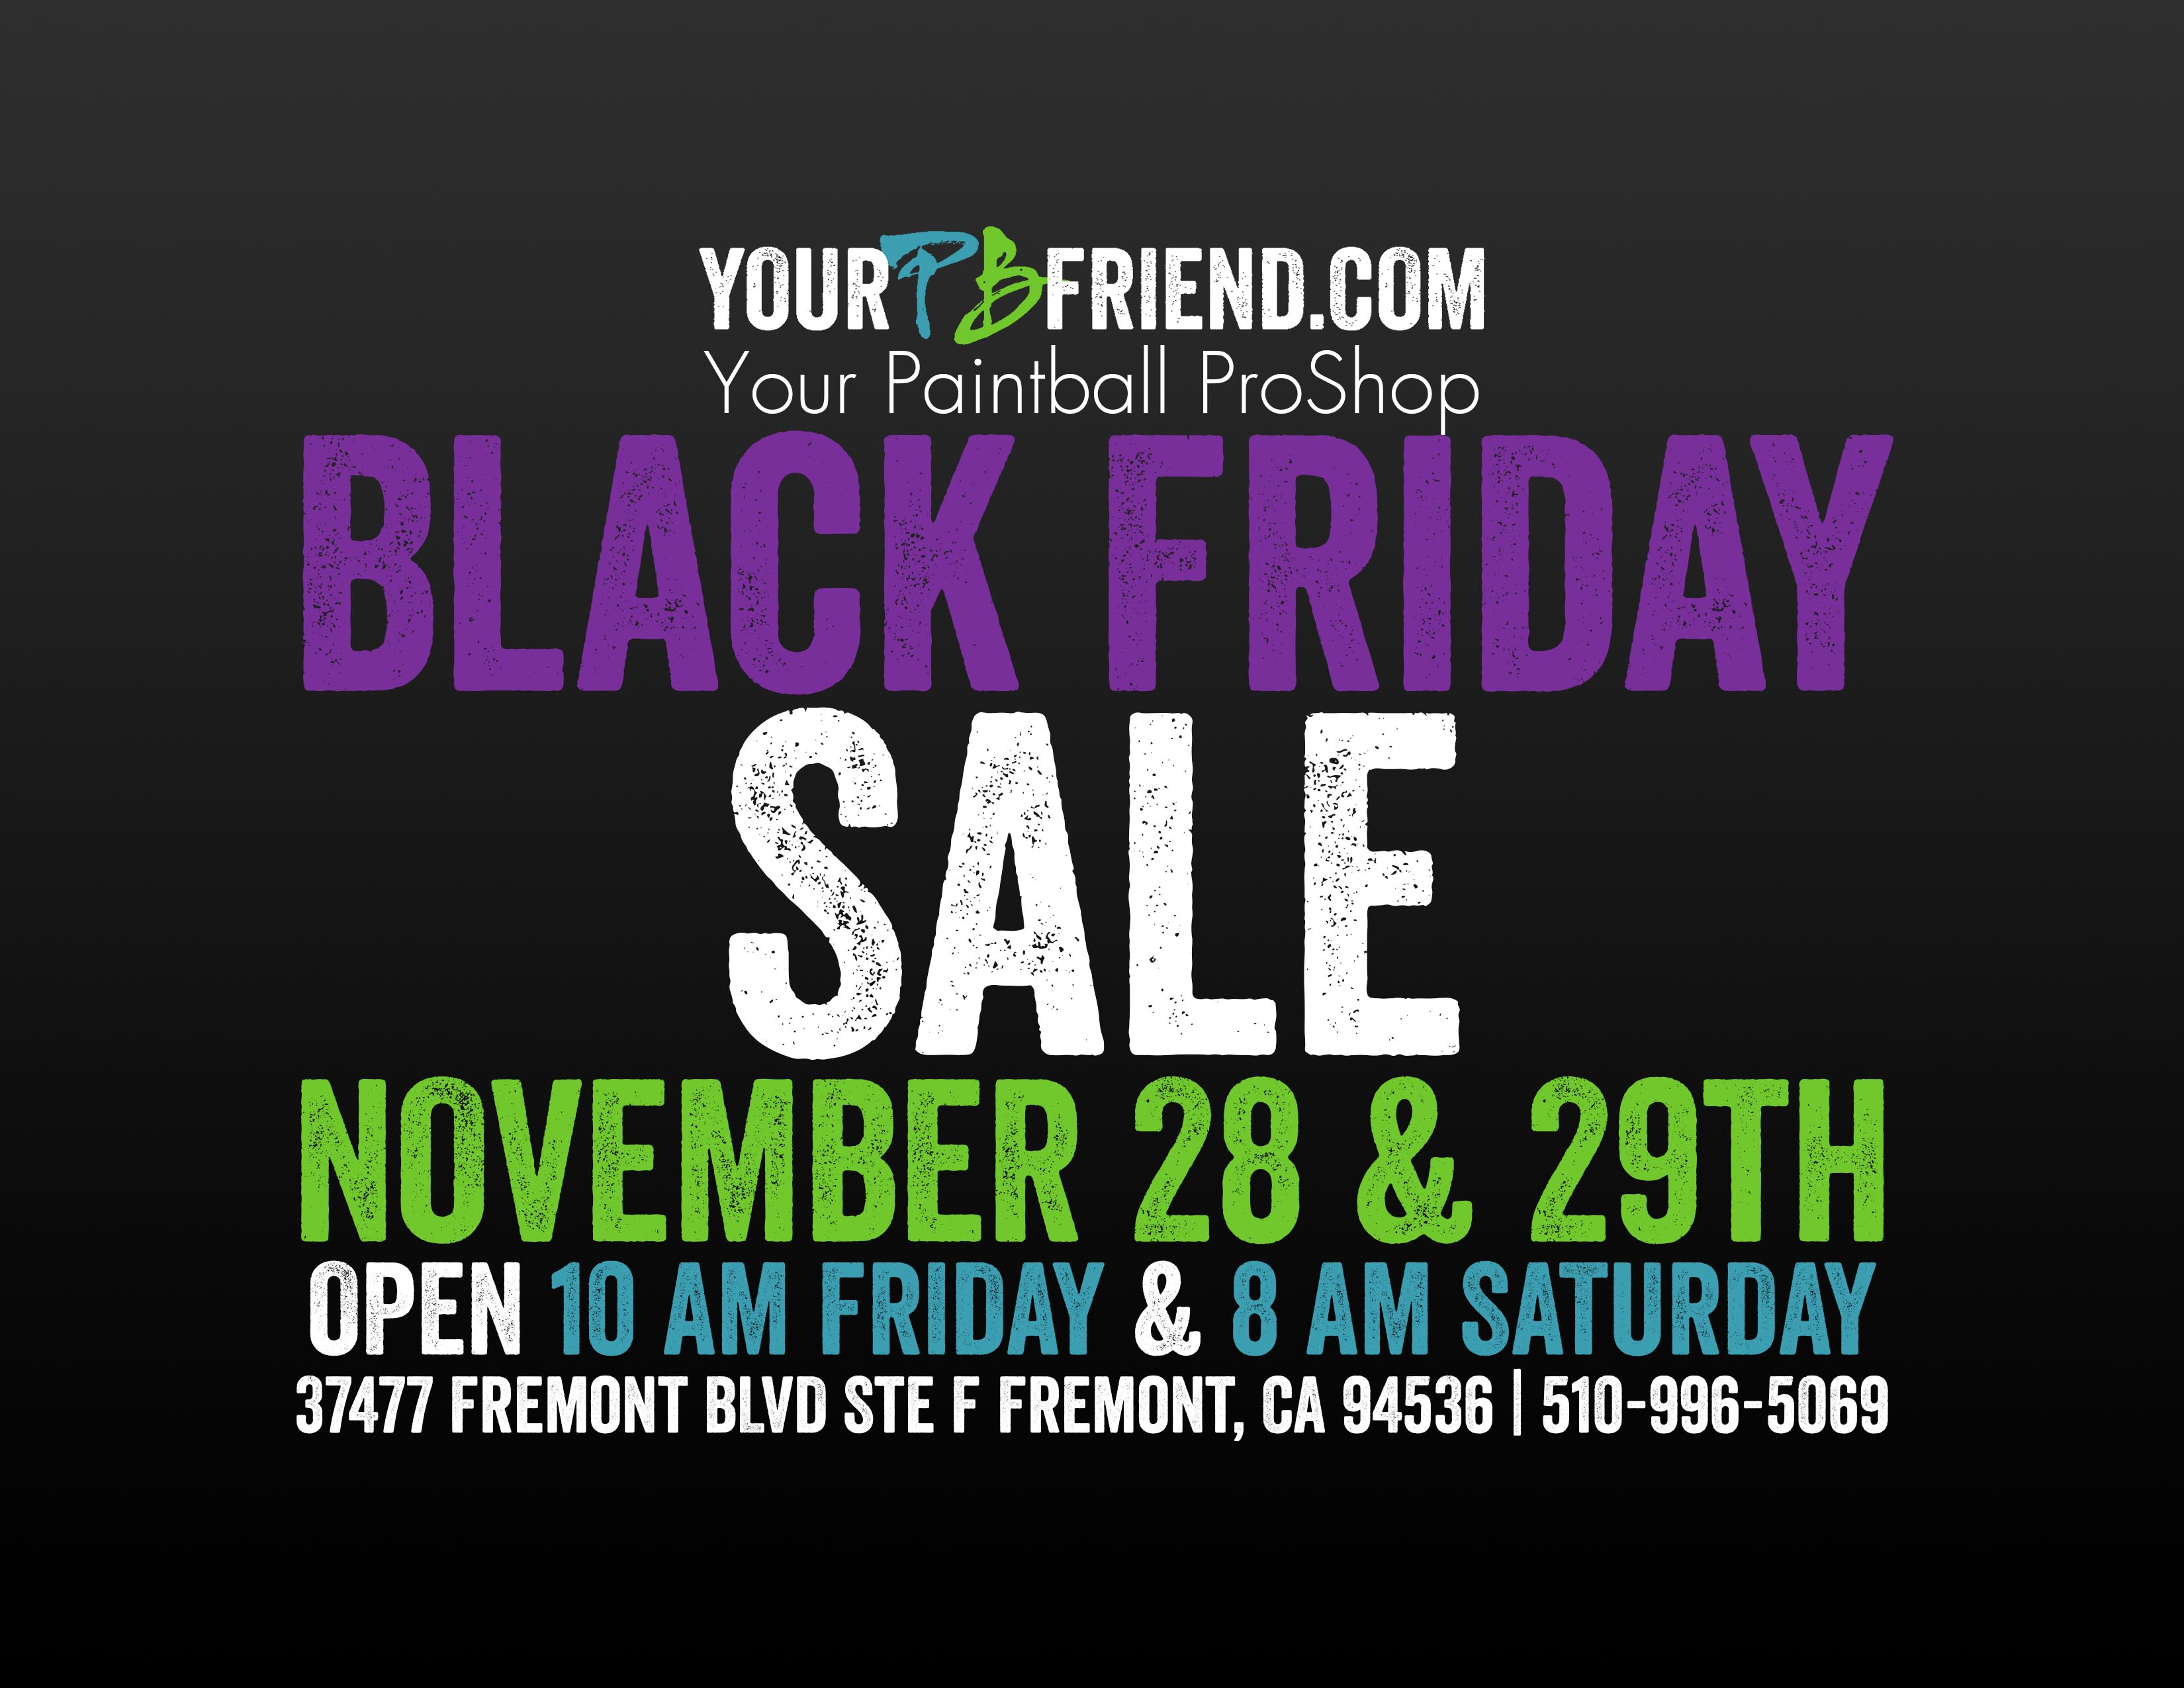 YOURPBFRIEND.COM
Your Paintball ProShop
BLACK FRIDAY
SALE
NOVEMBER 28 & 29TH
OPEN 10 AM FRIDAY & 8 AM SATURDAY
37477 FREMONT BLVD STE F FREMONT, CA 94536 | 510-996-5069